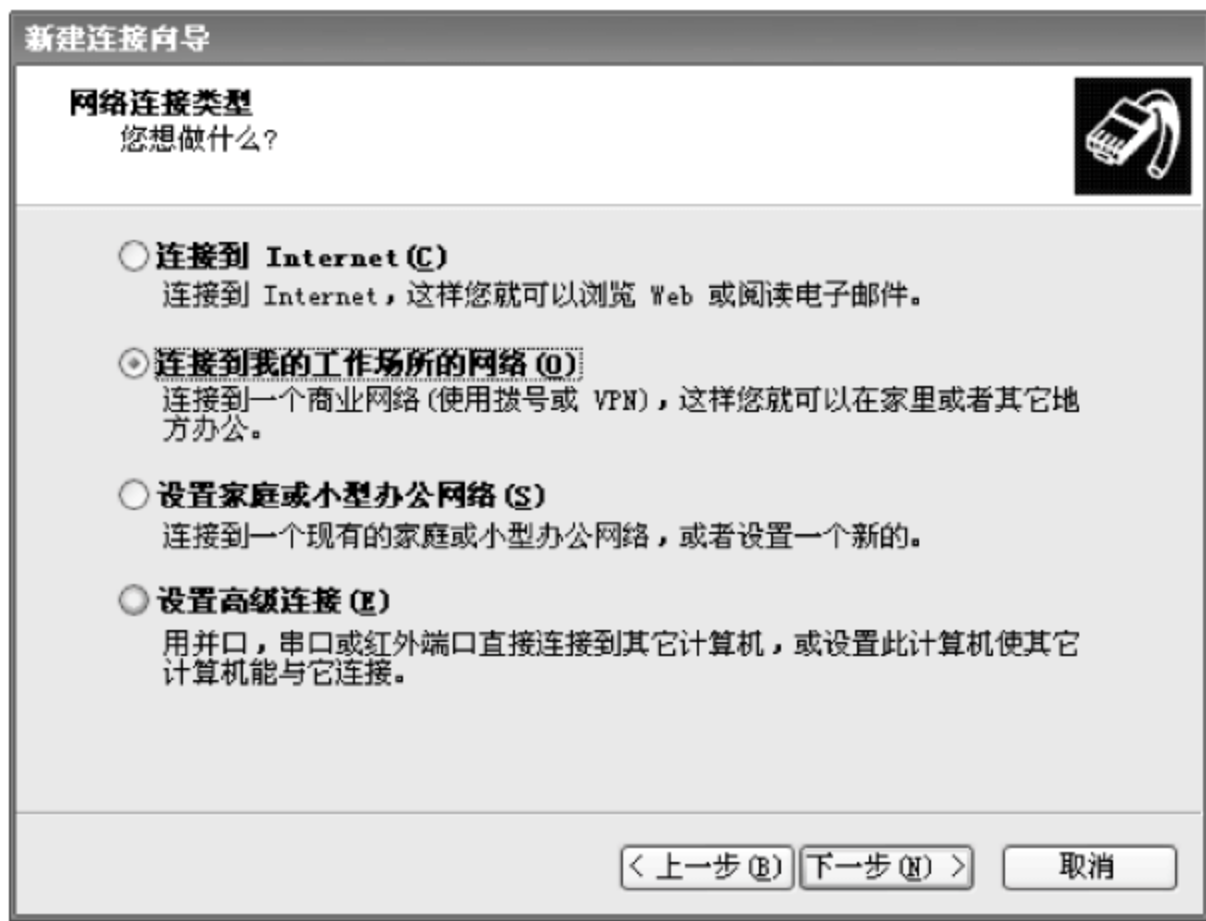 新建连接向导
网络连接类型
您想做什么?
连接到 Internet(C)
连接到 Internet，这样您就可以浏览 Web 或阅读电子邮件。
连接到我的工作场所的网络(O)
连接到一个商业网络(使用拨号或 VPN)，这样您就可以在家里或者其它地
方办公。
设置家庭或小型办公网络(S)
连接到一个现有的家庭或小型办公网络，或者设置一个新的。
设置高级连接(E)
用并口，串口或红外端口直接连接到其它计算机，或设置此计算机使其它
计算机能与它连接。
< 上一步(B) 下一步(N) > 取消